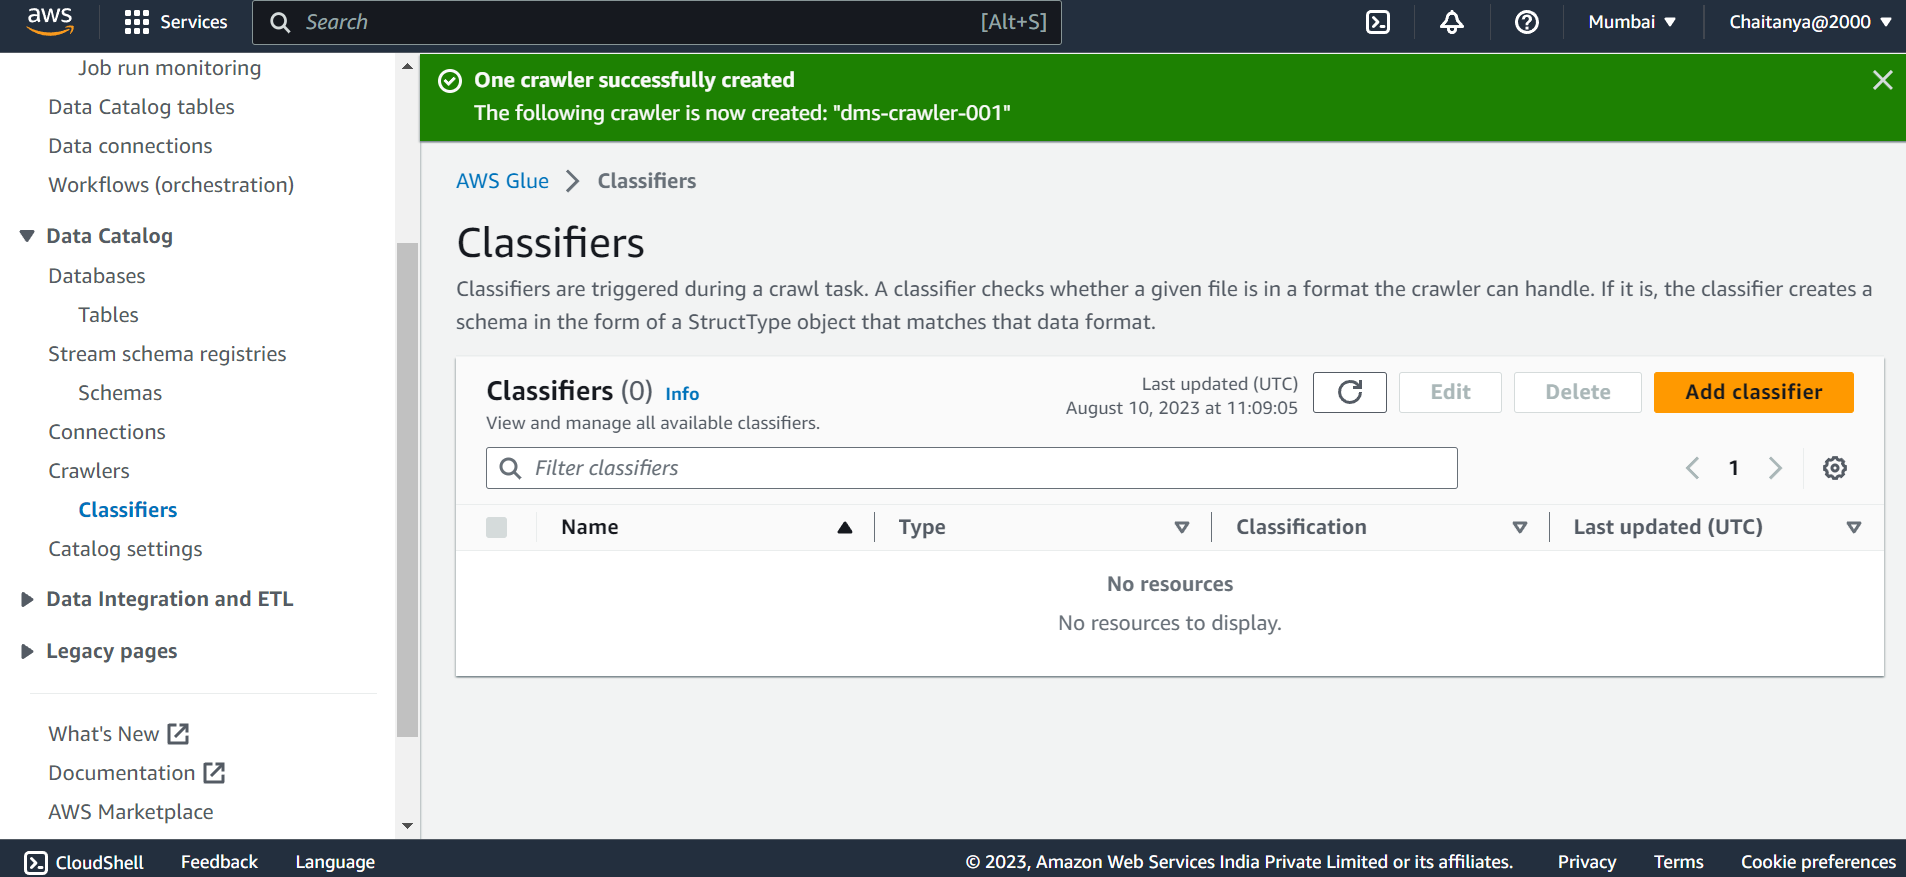 aws
Services
Search
[Alt+S]
Mumbai
Chaitanya@2000
Job run monitoring
Data Catalog tables
Data connections
Workflows (orchestration)
Data Catalog
Databases
Tables
Stream schema registries
Schemas
Connections
Crawlers
Classifiers
Catalog settings
Data Integration and ETL
Legacy pages
What's New
Documentation
AWS Marketplace
One crawler successfully created
The following crawler is now created: "dms-crawler-001"
AWS Glue
Classifiers
Classifiers
Classifiers are triggered during a crawl task. A classifier checks whether a given file is in a format the crawler can handle. If it is, the classifier creates a
schema in the form of a StructType object that matches that data format.
Classifiers (0) Info
View and manage all available classifiers.
Last updated (UTC)
August 10, 2023 at 11:09:05
Edit
Delete
Add classifier
Filter classifiers
1
Name
Type
Classification
Last updated (UTC)
No resources
No resources to display.
CloudShell
Feedback
Language
© 2023, Amazon Web Services India Private Limited or its affiliates.
Privacy
Terms
Cookie preferences